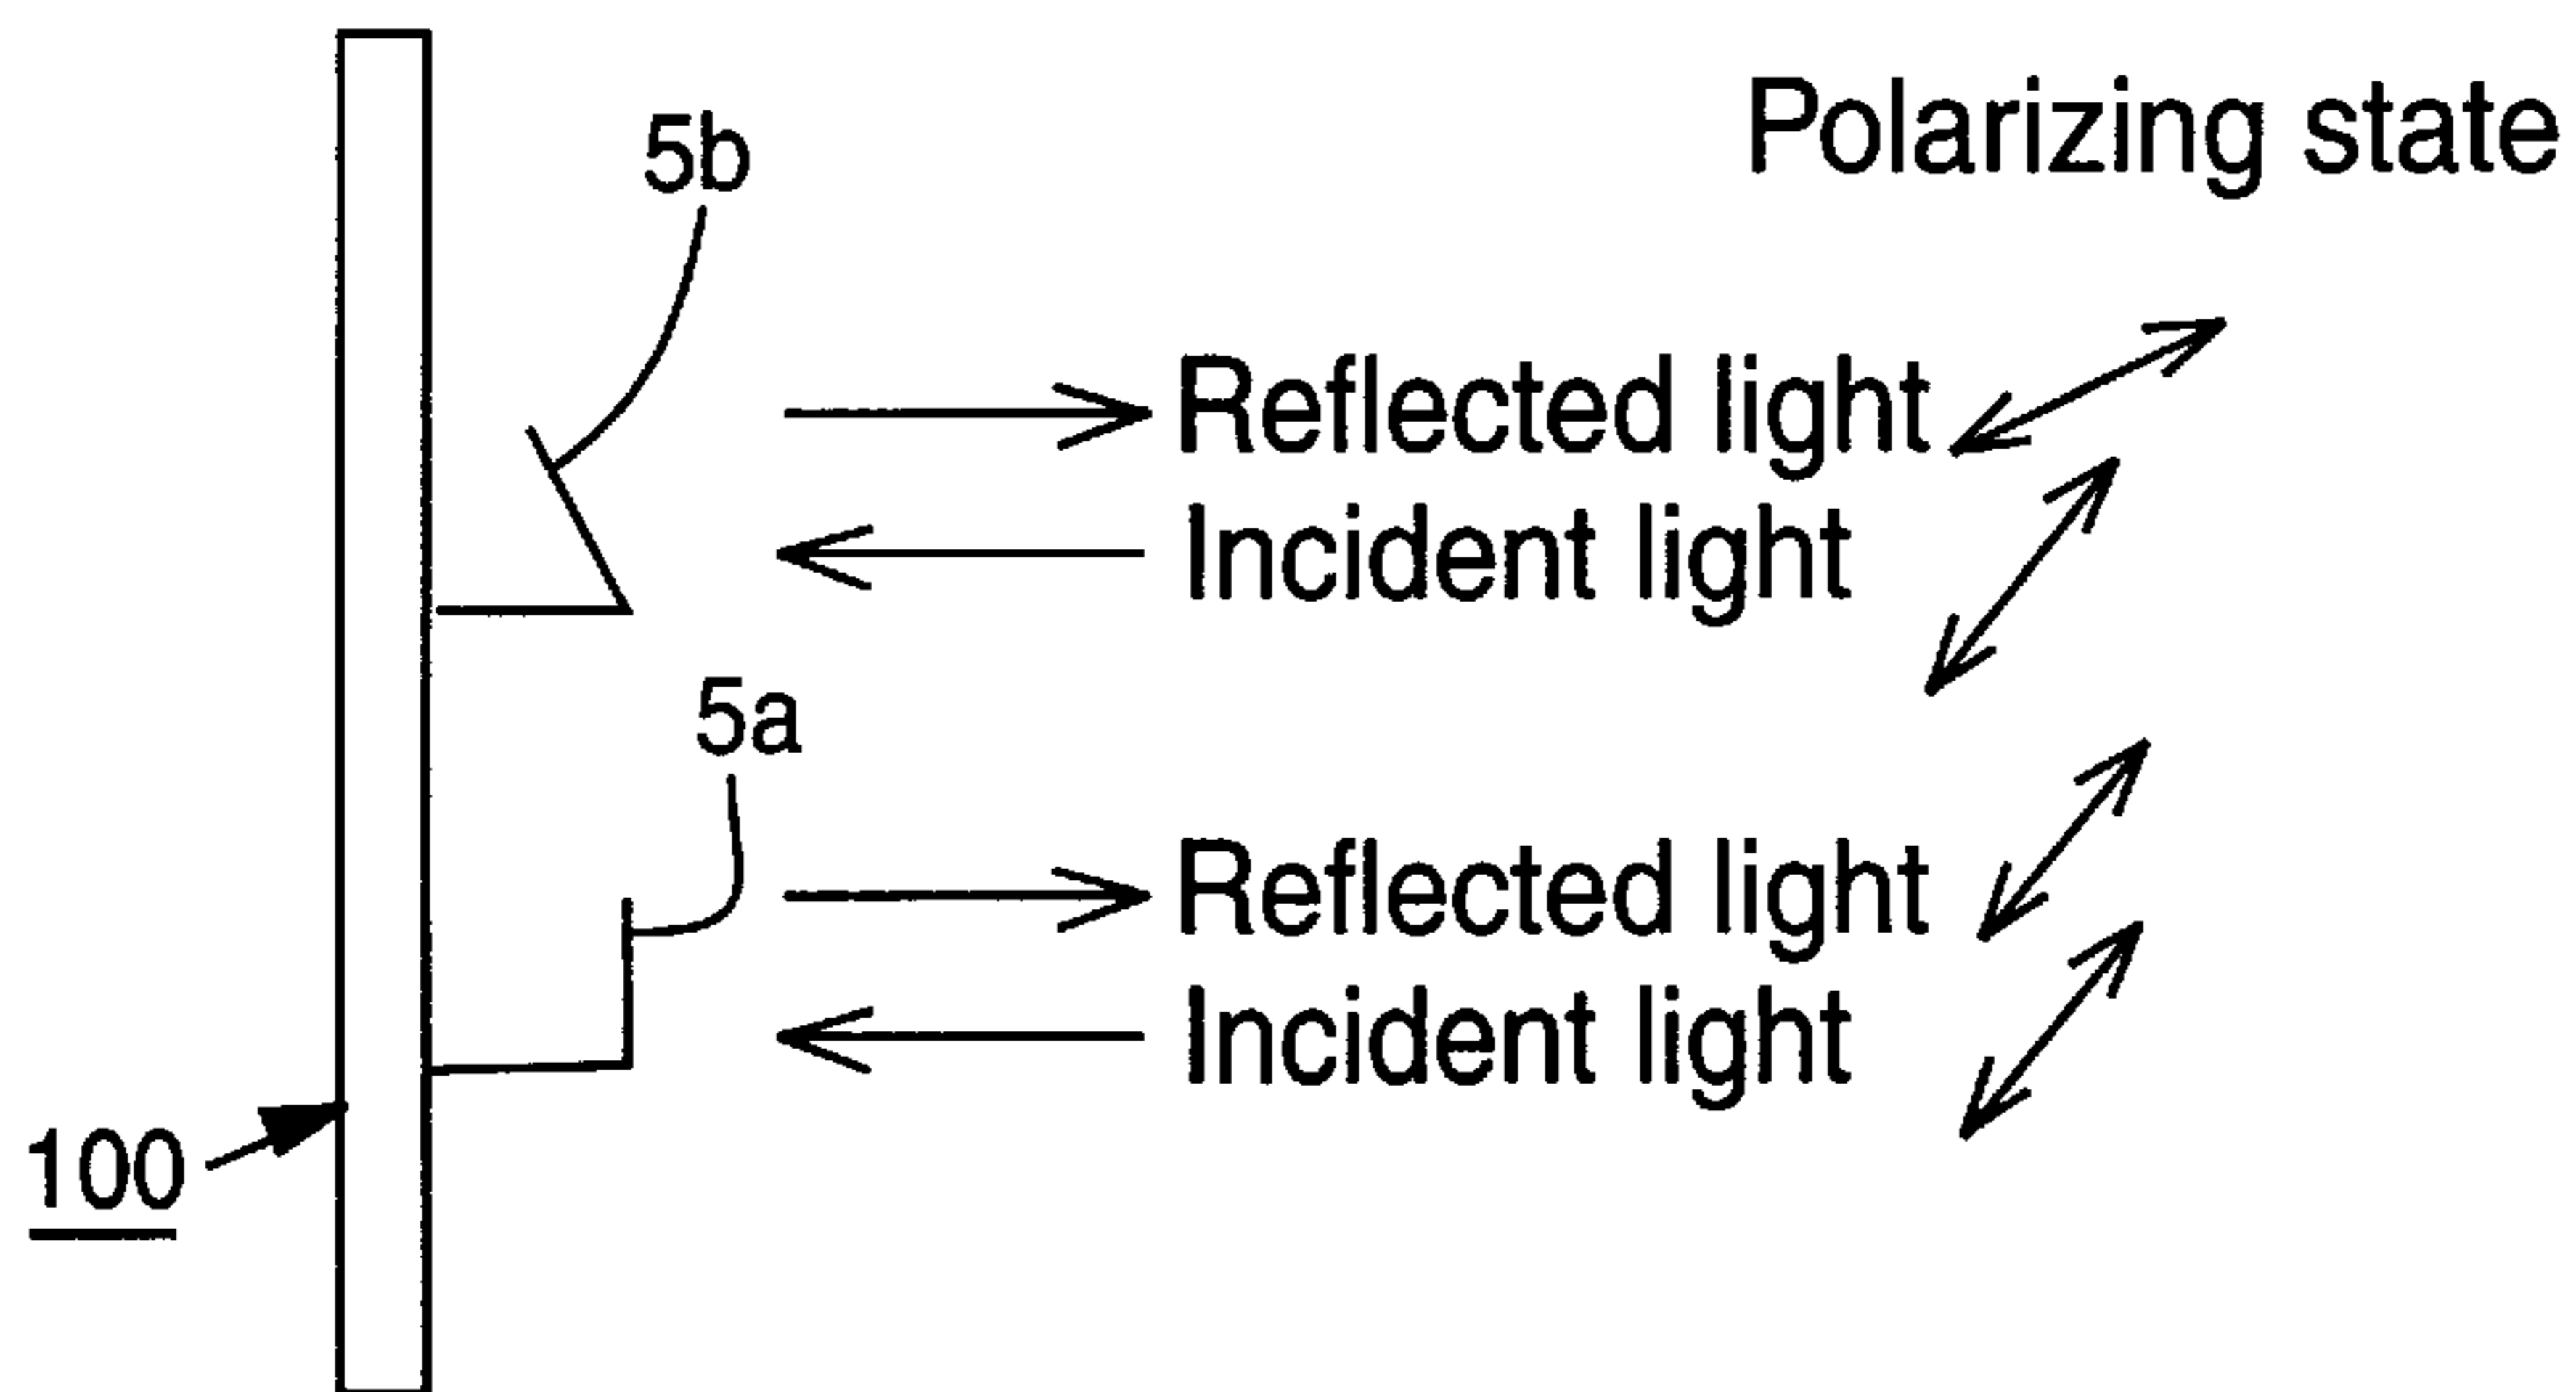 Polarizing state
5b
Reflected light
Incident light
5a
Reflected light
Incident light
100